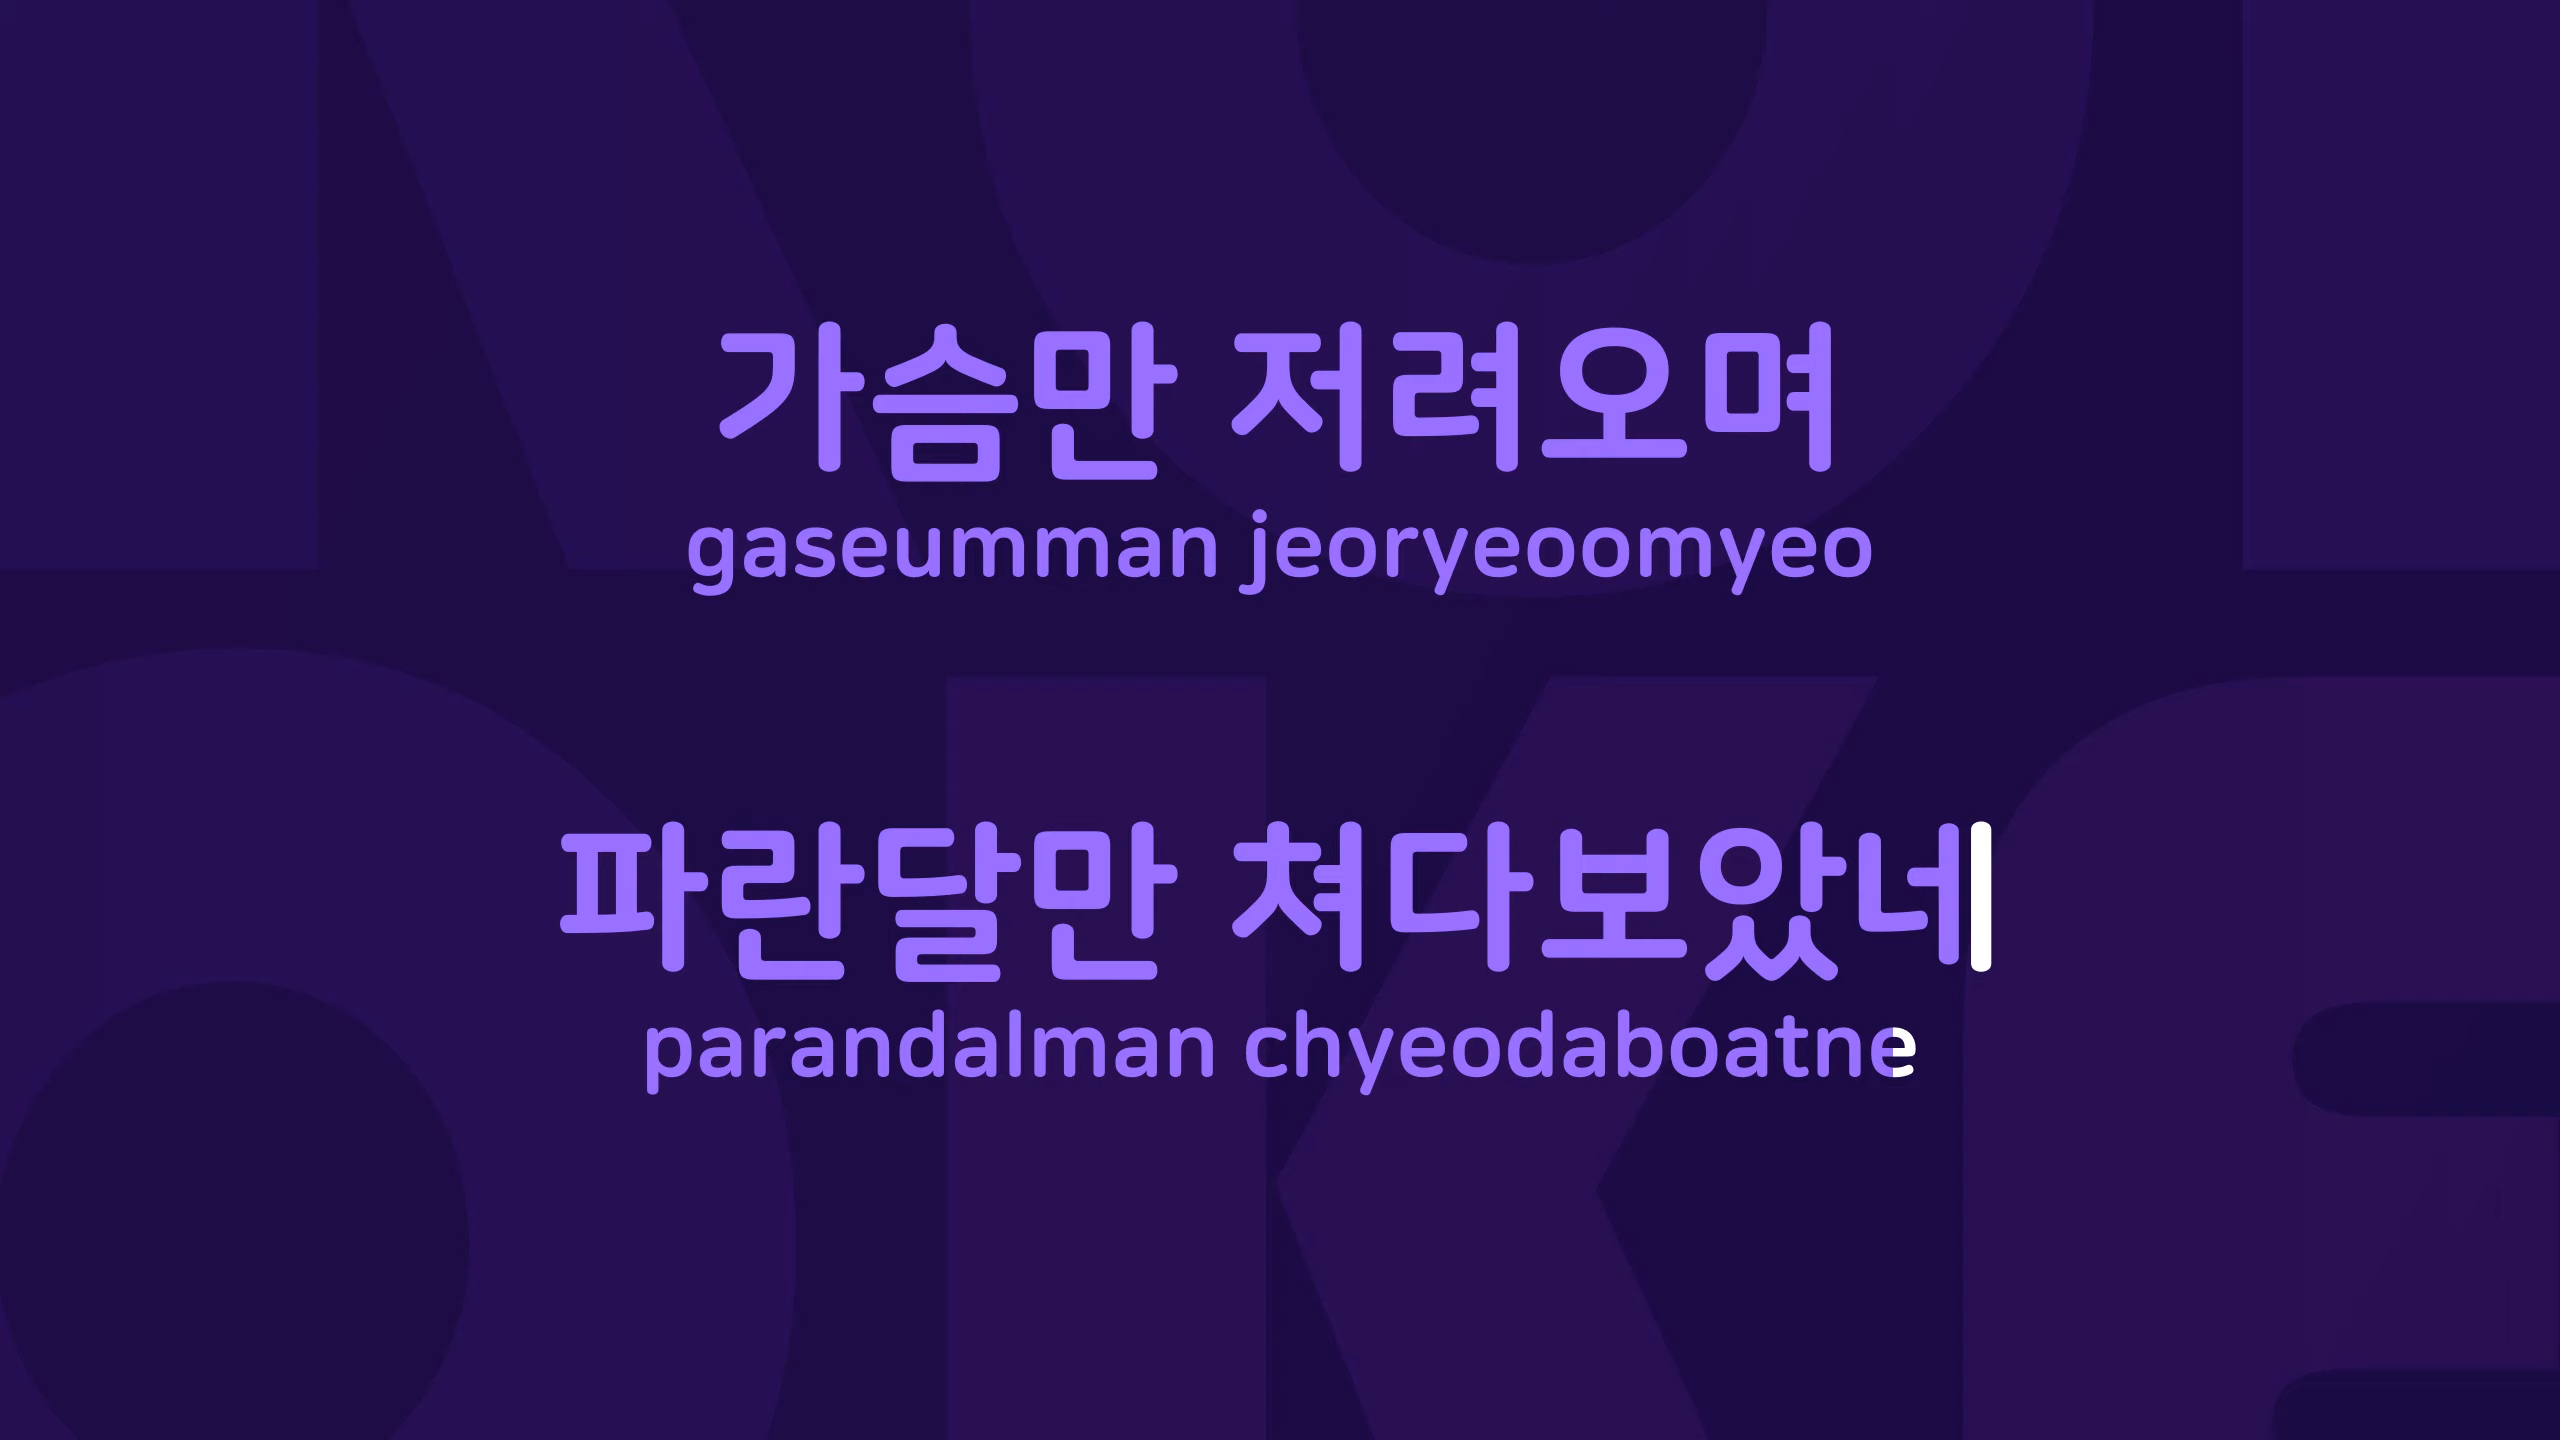 가슴만 저려오며
gaseumman jeoryeoomyeo
파란달만 쳐다보았네
parandalman chyeodaboatne